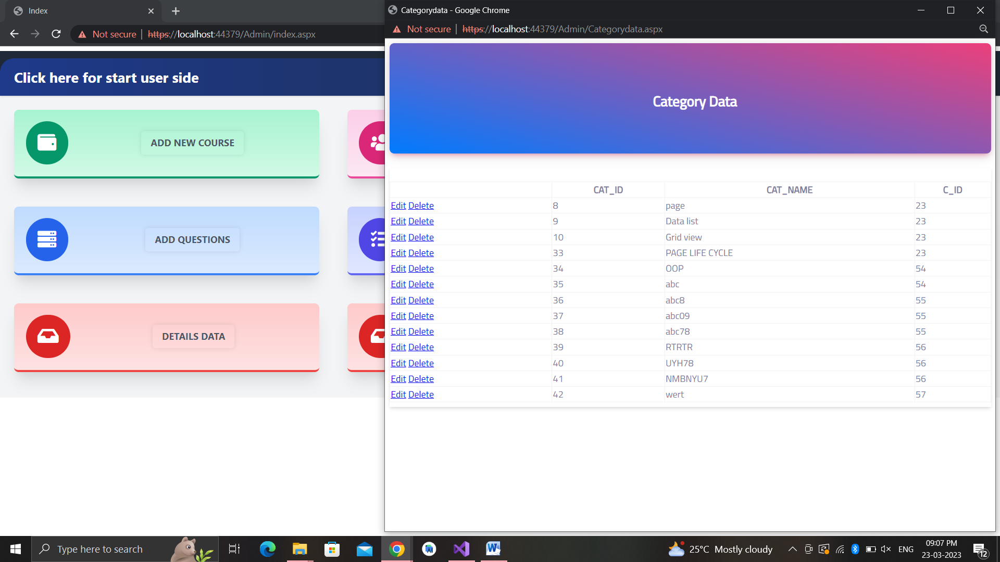 Index
Not secure | https://localhost:44379/Admin/index.aspx
Click here for start user side
ADD NEW COURSE
ADD QUESTIONS
DETAILS DATA
Categorydata - Google Chrome
Not secure | https://localhost:44379/Admin/Categorydata.aspx
Category Data
CAT_ID CAT_NAME C_ID
Edit Delete 8 page 23
Edit Delete 9 Data list 23
Edit Delete 10 Grid view 23
Edit Delete 33 PAGE LIFE CYCLE 23
Edit Delete 34 OOP 54
Edit Delete 35 abc 54
Edit Delete 36 abc8 55
Edit Delete 37 abc09 55
Edit Delete 38 abc78 55
Edit Delete 39 RTRTR 56
Edit Delete 40 UYH78 56
Edit Delete 41 NMBNYU7 56
Edit Delete 42 wert 57
Type here to search
25°C Mostly cloudy
ENG
09:07 PM
23-03-2023
12